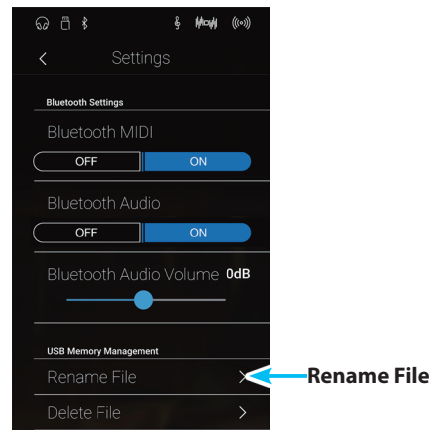 Settings
Bluetooth Settings
Bluetooth MIDI
OFF ON
Bluetooth Audio
OFF ON
Bluetooth Audio Volume 0dB
USB Memory Management
Rename File
Rename File
Delete File